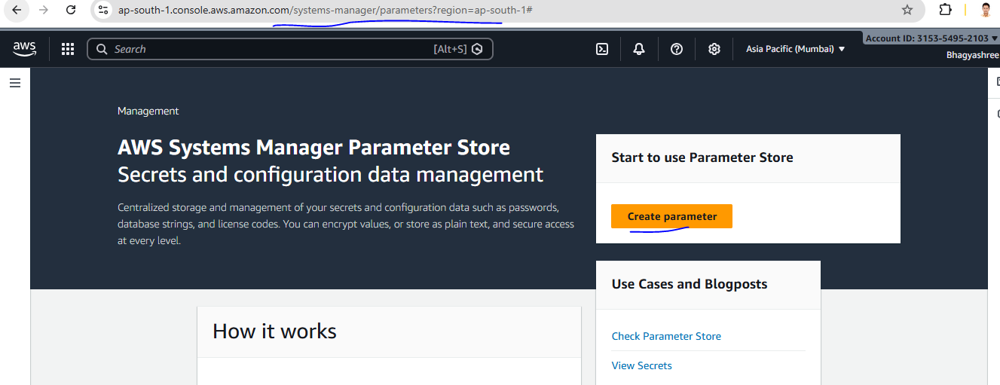 ap-south-1.console.aws.amazon.com/systems-manager/parameters?region=ap-south-1#
aws
Search
[Alt+S]
Asia Pacific (Mumbai)
Account ID: 3153-5495-2103
Bhagyashree
Management
AWS Systems Manager Parameter Store
Secrets and configuration data management
Centralized storage and management of your secrets and configuration data such as passwords,
database strings, and license codes. You can encrypt values, or store as plain text, and secure access
at every level.
Start to use Parameter Store
Create parameter
Use Cases and Blogposts
Check Parameter Store
View Secrets
How it works